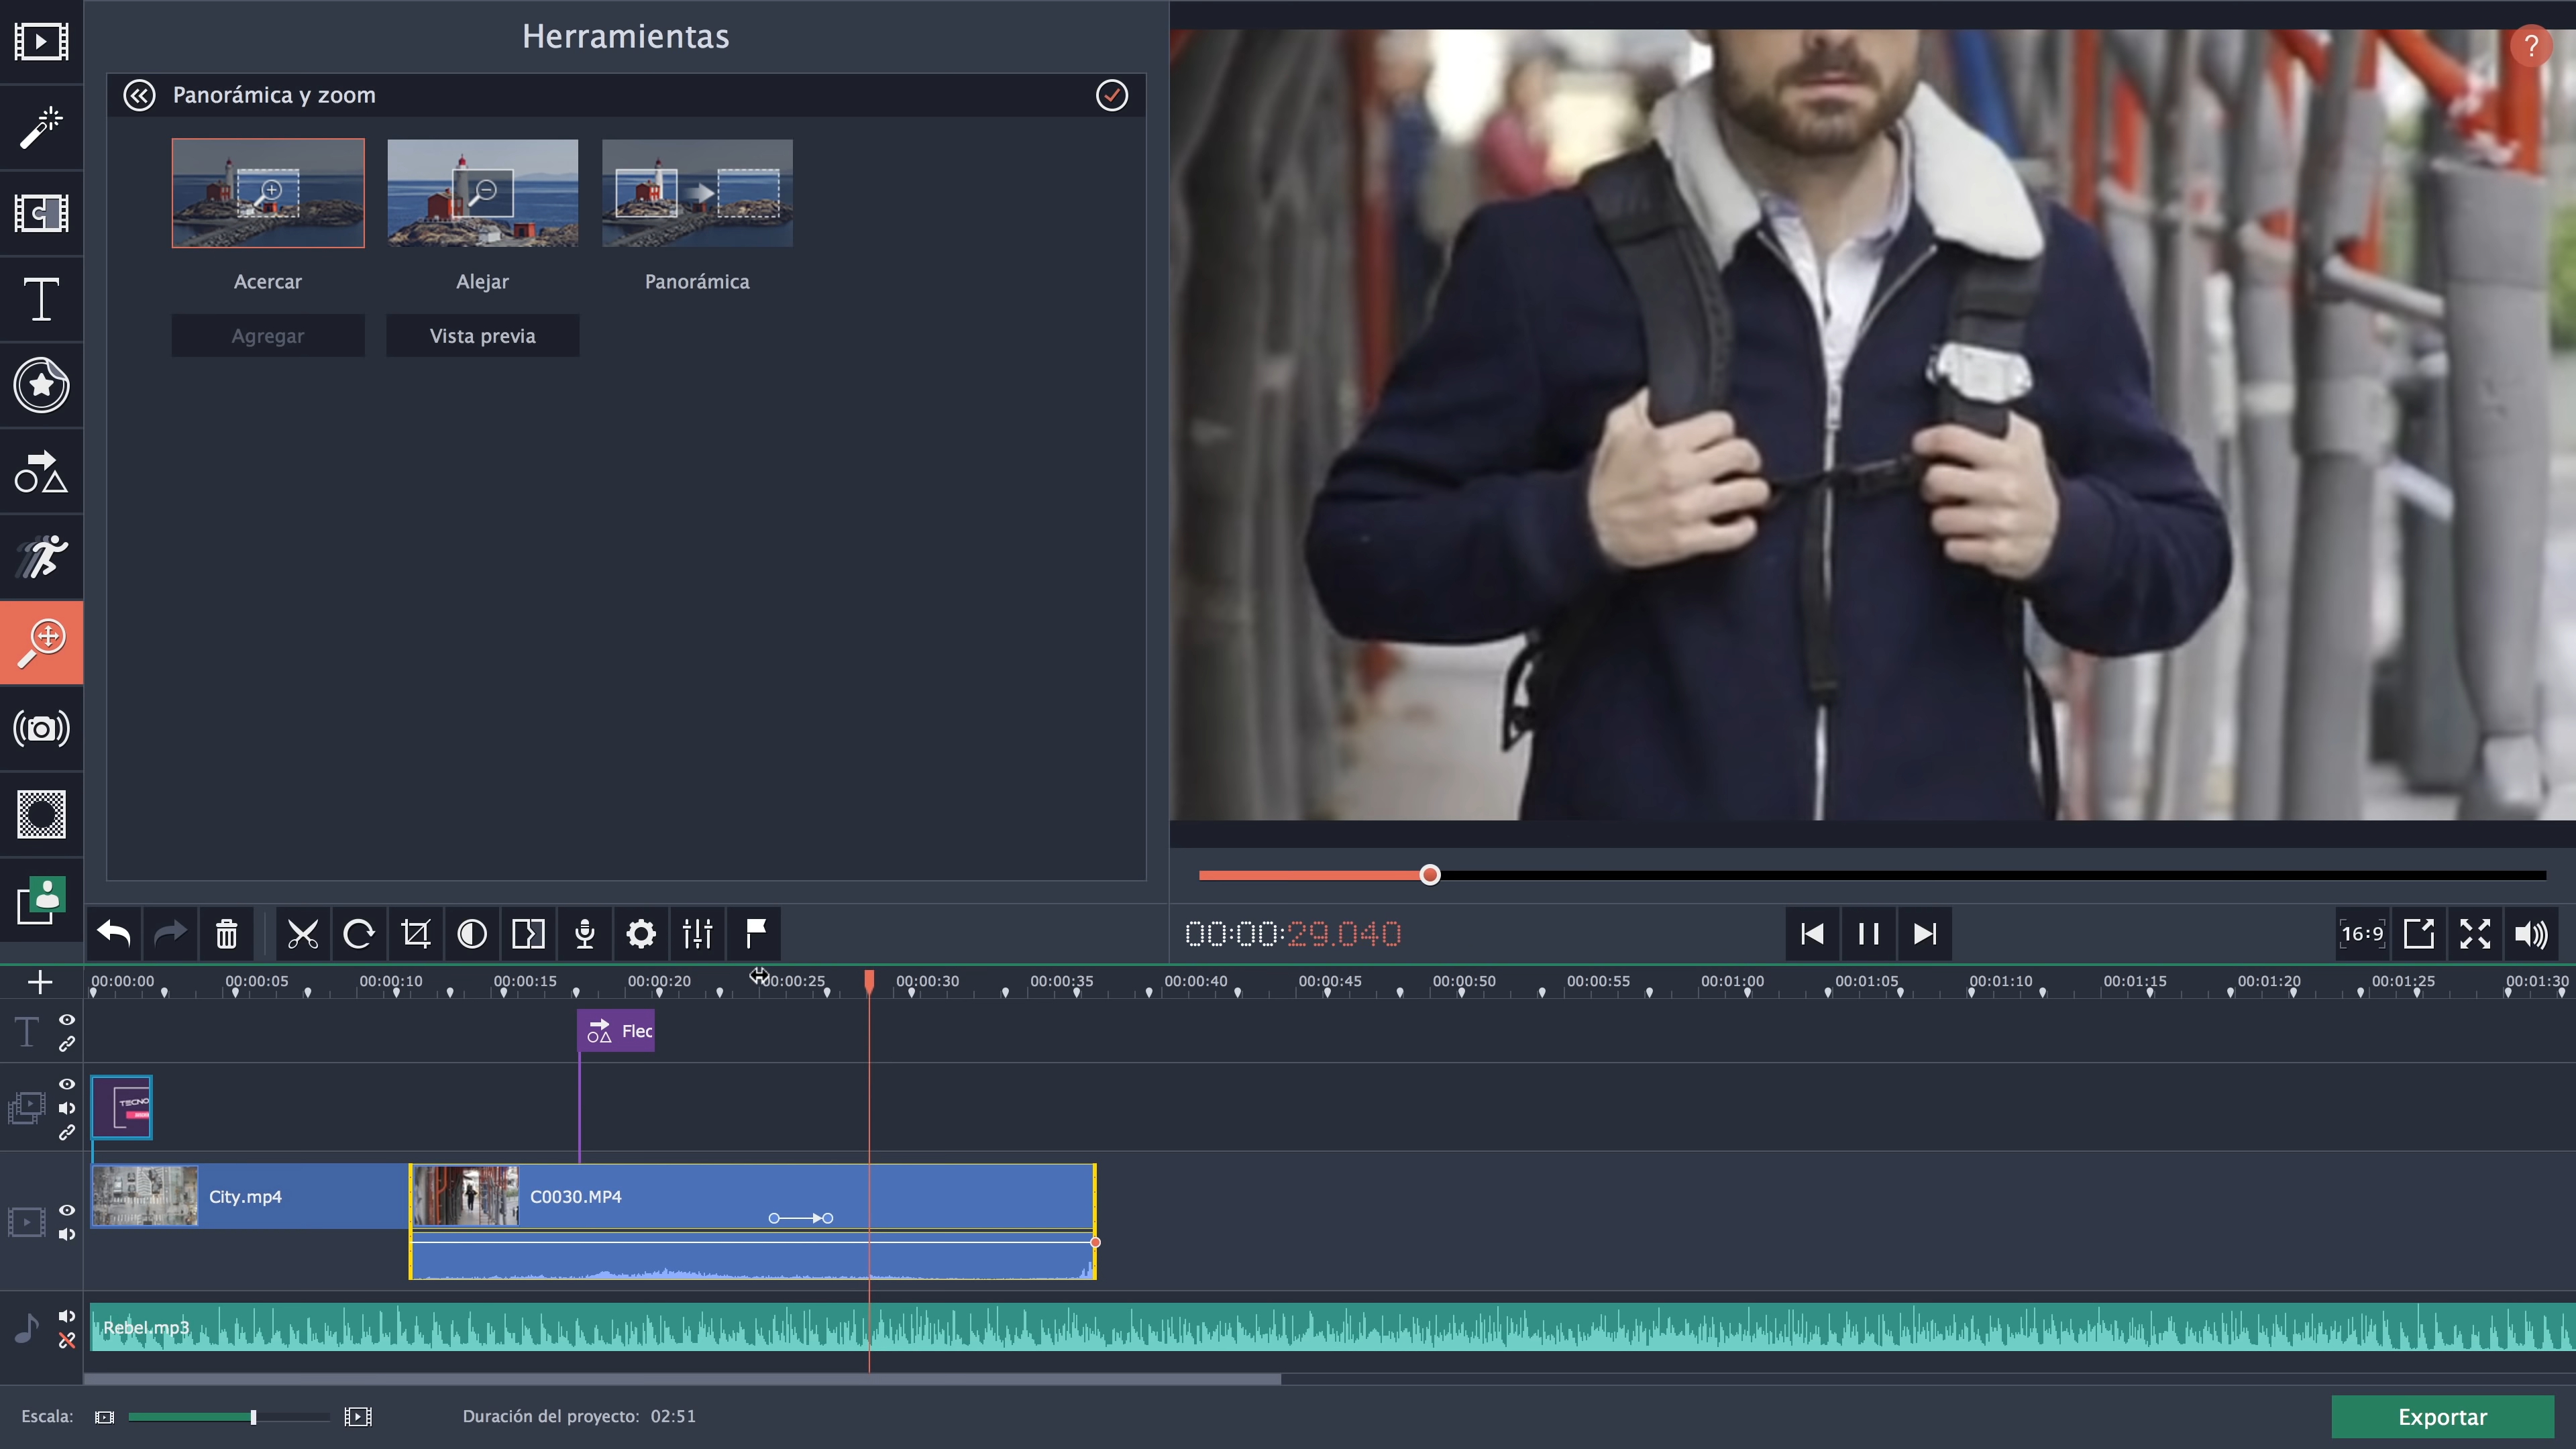 Herramientas
?
Panorámica y zoom
Acercar
Alejar
Panorámica
Agregar
Vista previa
00:00:29.040
16:9
00:00:00
00:00:05
00:00:10
00:00:15
00:00:20
00:00:25
00:00:30
00:00:35
00:00:40
00:00:45
00:00:50
00:00:55
00:01:00
00:01:05
00:01:10
00:01:15
00:01:20
00:01:25
00:01:30
Flec
TECNO
City.mp4
C0030.MP4
Rebel.mp3
Escala:
Duración del proyecto: 02:51
Exportar